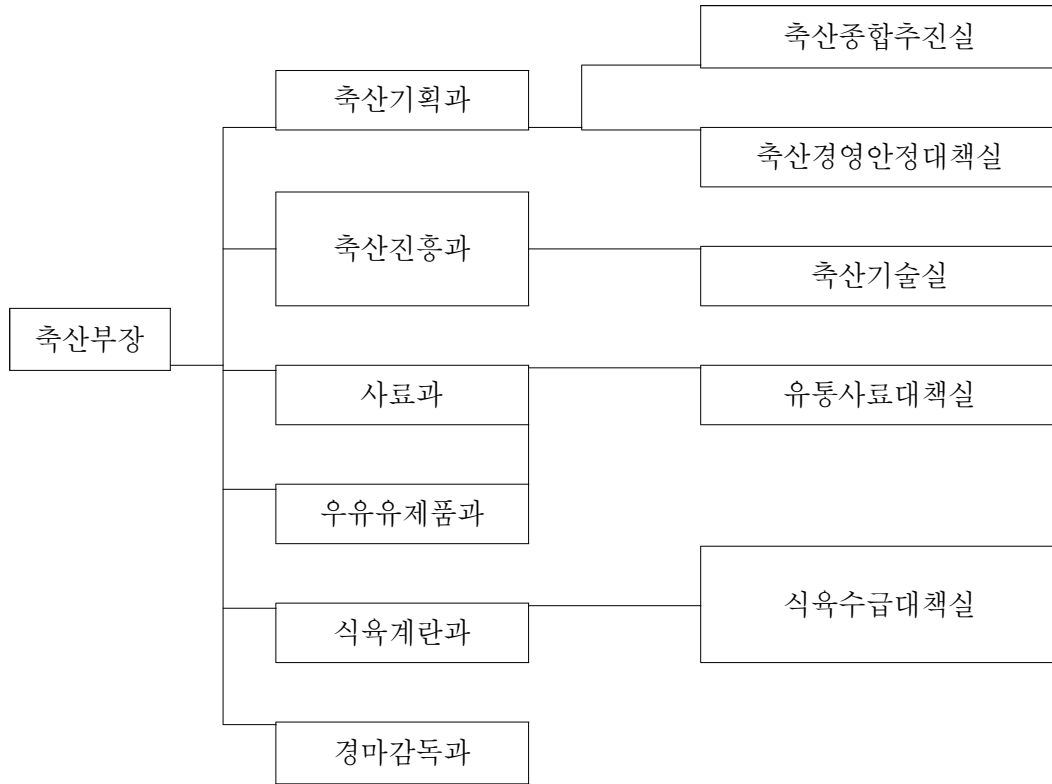 축산부장
축산기획과
축산종합추진실
축산경영안정대책실
축산진흥과
축산기술실
사료과
유통사료대책실
우유유제품과
식육계란과
식육수급대책실
경마감독과